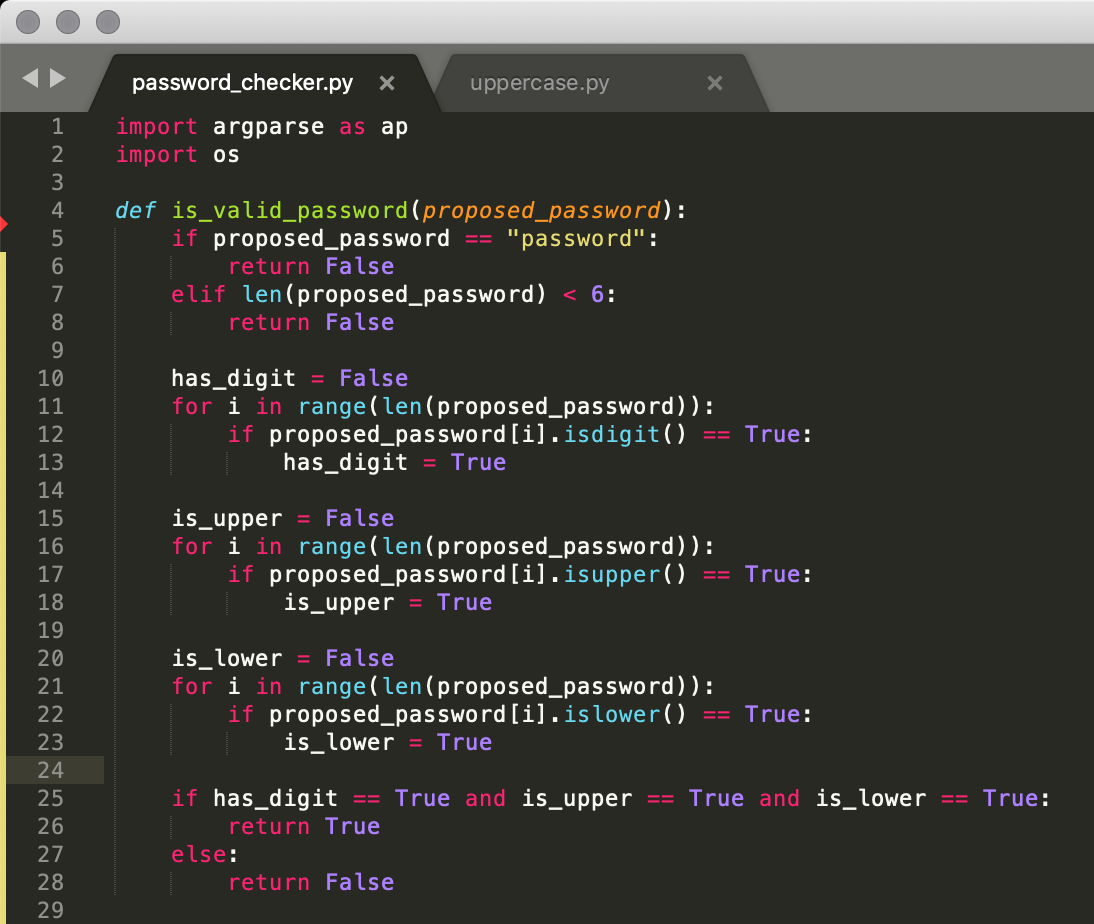 password_checker.py × uppercase.py ×
1 import argparse as ap
2 import os
3
4 def is_valid_password(proposed_password):
5     if proposed_password == "password":
6         return False
7     elif len(proposed_password) < 6:
8         return False
9
10     has_digit = False
11     for i in range(len(proposed_password)):
12         if proposed_password[i].isdigit() == True:
13             has_digit = True
14
15     is_upper = False
16     for i in range(len(proposed_password)):
17         if proposed_password[i].isupper() == True:
18             is_upper = True
19
20     is_lower = False
21     for i in range(len(proposed_password)):
22         if proposed_password[i].islower() == True:
23             is_lower = True
24
25     if has_digit == True and is_upper == True and is_lower == True:
26         return True
27     else:
28         return False
29